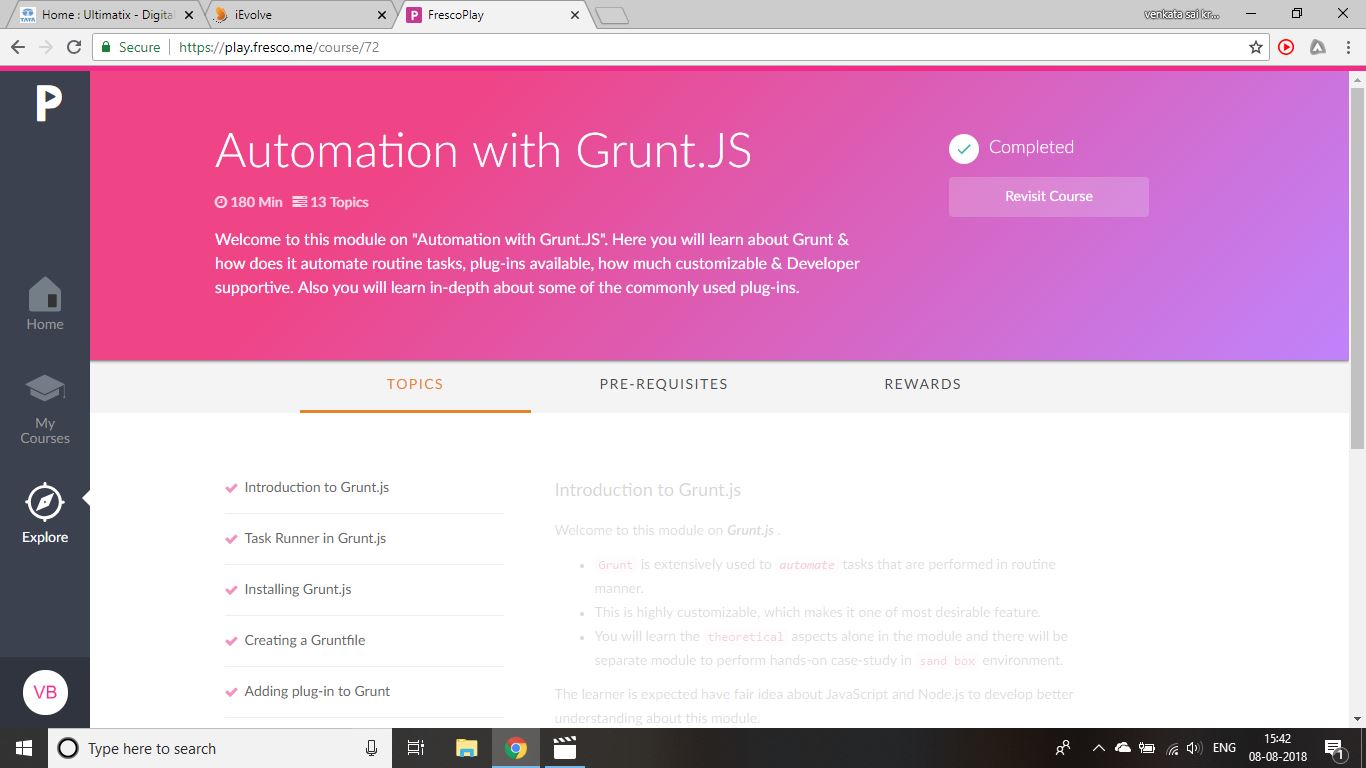 Home : Ultimatix - Digital
iEvolve
FrescoPlay
venkata sai kr...
Secure
https://play.fresco.me/course/72
P
Automation with Grunt.JS
Completed
180 Min 13 Topics
Revisit Course
Welcome to this module on "Automation with Grunt.JS". Here you will learn about Grunt &
how does it automate routine tasks, plug-ins available, how much customizable & Developer
supportive. Also you will learn in-depth about some of the commonly used plug-ins.
Home
My
Courses
Explore
VB
TOPICS
PRE-REQUISITES
REWARDS
Introduction to Grunt.js
Task Runner in Grunt.js
Installing Grunt.js
Creating a Gruntfile
Adding plug-in to Grunt
Introduction to Grunt.js
Welcome to this module on Grunt.js .
Grunt is extensively used to automate tasks that are performed in routine
manner.
This is highly customizable, which makes it one of most desirable feature.
You will learn the theoretical aspects alone in the module and there will be
separate module to perform hands-on case-study in sand box environment.
The learner is expected have fair idea about JavaScript and Node.js to develop better
understanding about this module.
Type here to search
ENG
15:42
08-08-2018
1